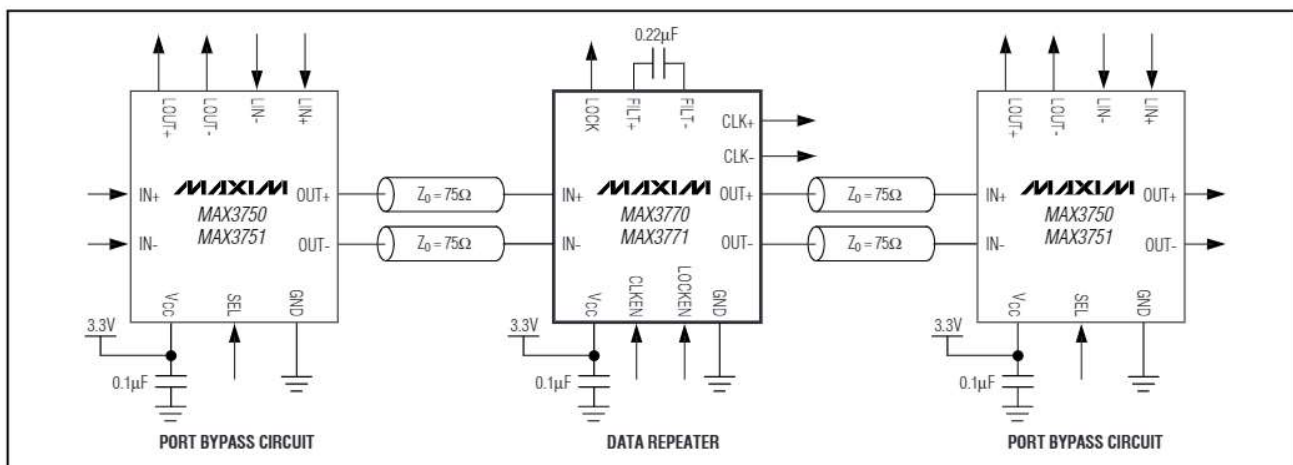 0.22µF
LOUT+
LOUT-
LIN-
LIN+
LOCK
FILT+
FILT-
LOUT+
LOUT-
LIN-
LIN+
CLK+
CLK-
IN+
MAXIM
MAX3750
MAX3751
OUT+
Z0 = 75Ω
IN+
MAXIM
MAX3770
MAX3771
OUT+
Z0 = 75Ω
IN+
MAXIM
MAX3750
MAX3751
OUT+
IN-
OUT-
Z0 = 75Ω
IN-
OUT-
Z0 = 75Ω
IN-
OUT-
VCC
SEL
GND
VCC
CLKEN
LOCKEN
GND
VCC
SEL
GND
3.3V
3.3V
3.3V
0.1µF
0.1µF
0.1µF
PORT BYPASS CIRCUIT
DATA REPEATER
PORT BYPASS CIRCUIT